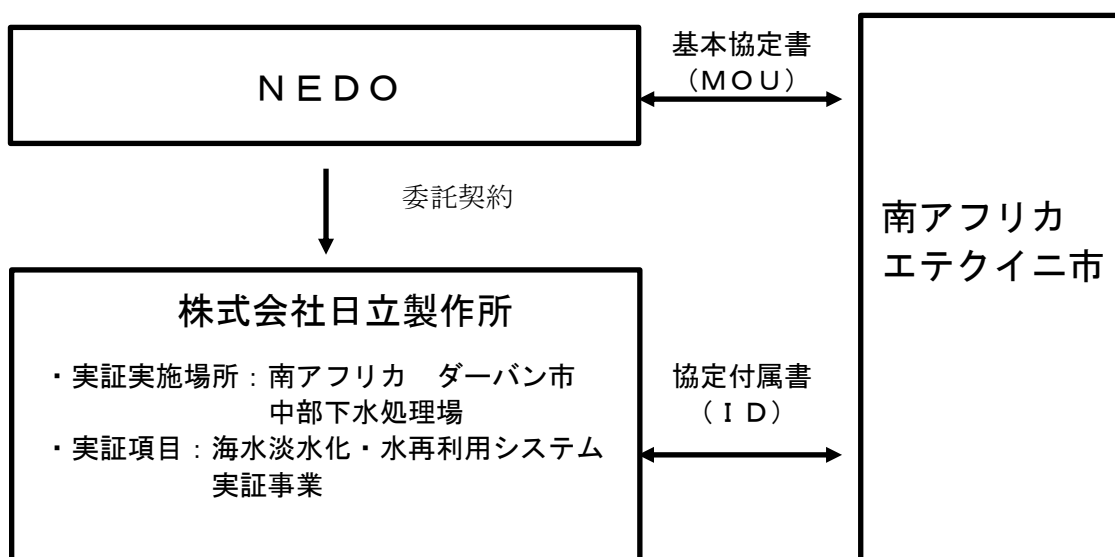 ＮＥＤＯ
基本協定書
（ＭＯＵ）
委託契約
南アフリカ
エテクイニ市
株式会社日立製作所
・実証実施場所：南アフリカ　ダーバン市
中部下水処理場
・実証項目：海水淡水化・水再利用システム
実証事業
協定付属書
（ＩＤ）